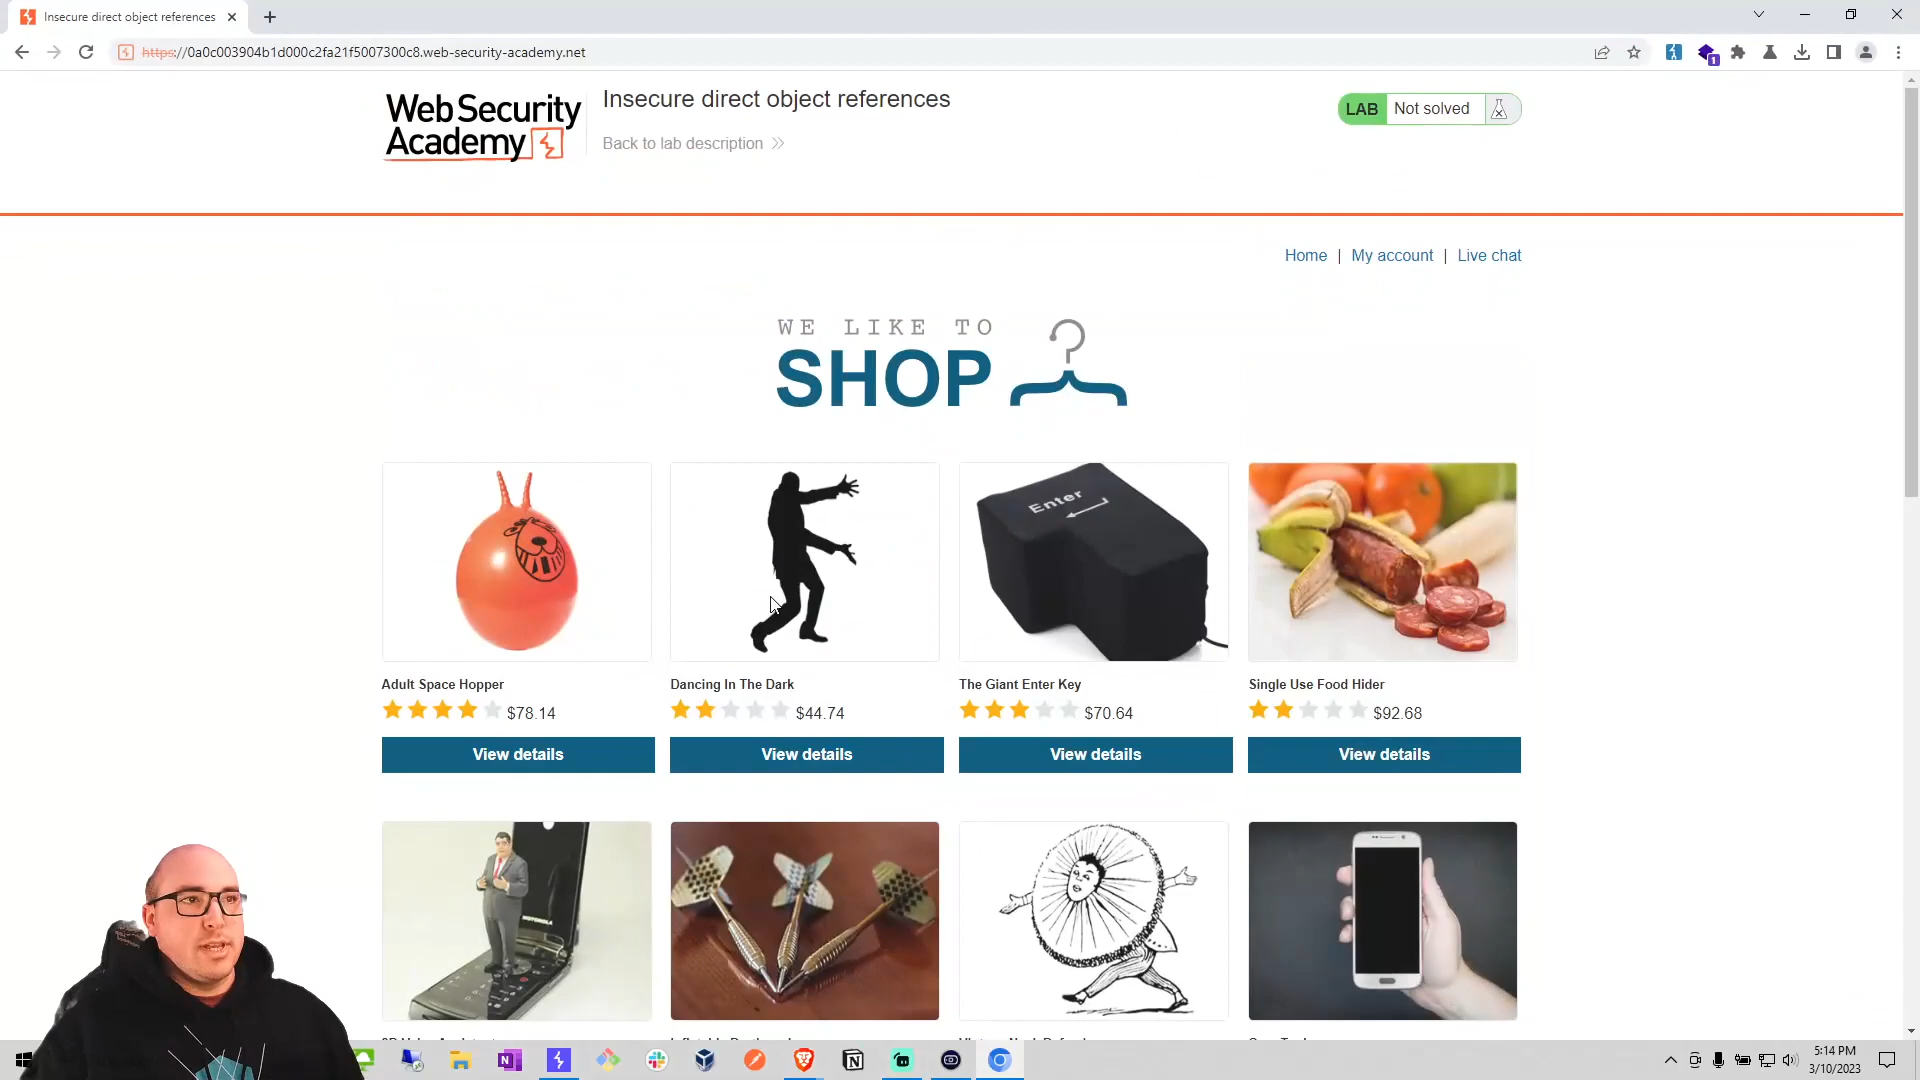 Insecure direct object references
https://0a0c003904b1d000c2fa21f5007300c8.web-security-academy.net
1
Web Security
Academy
Insecure direct object references
Back to lab description
LAB Not solved
Home | My account | Live chat
WE LIKE TO
SHOP
Enter
Adult Space Hopper
$78.14
View details
Dancing In The Dark
$44.74
View details
The Giant Enter Key
$70.64
View details
Single Use Food Hider
$92.68
View details
MOTOROLA
5:14 PM
3/10/2023